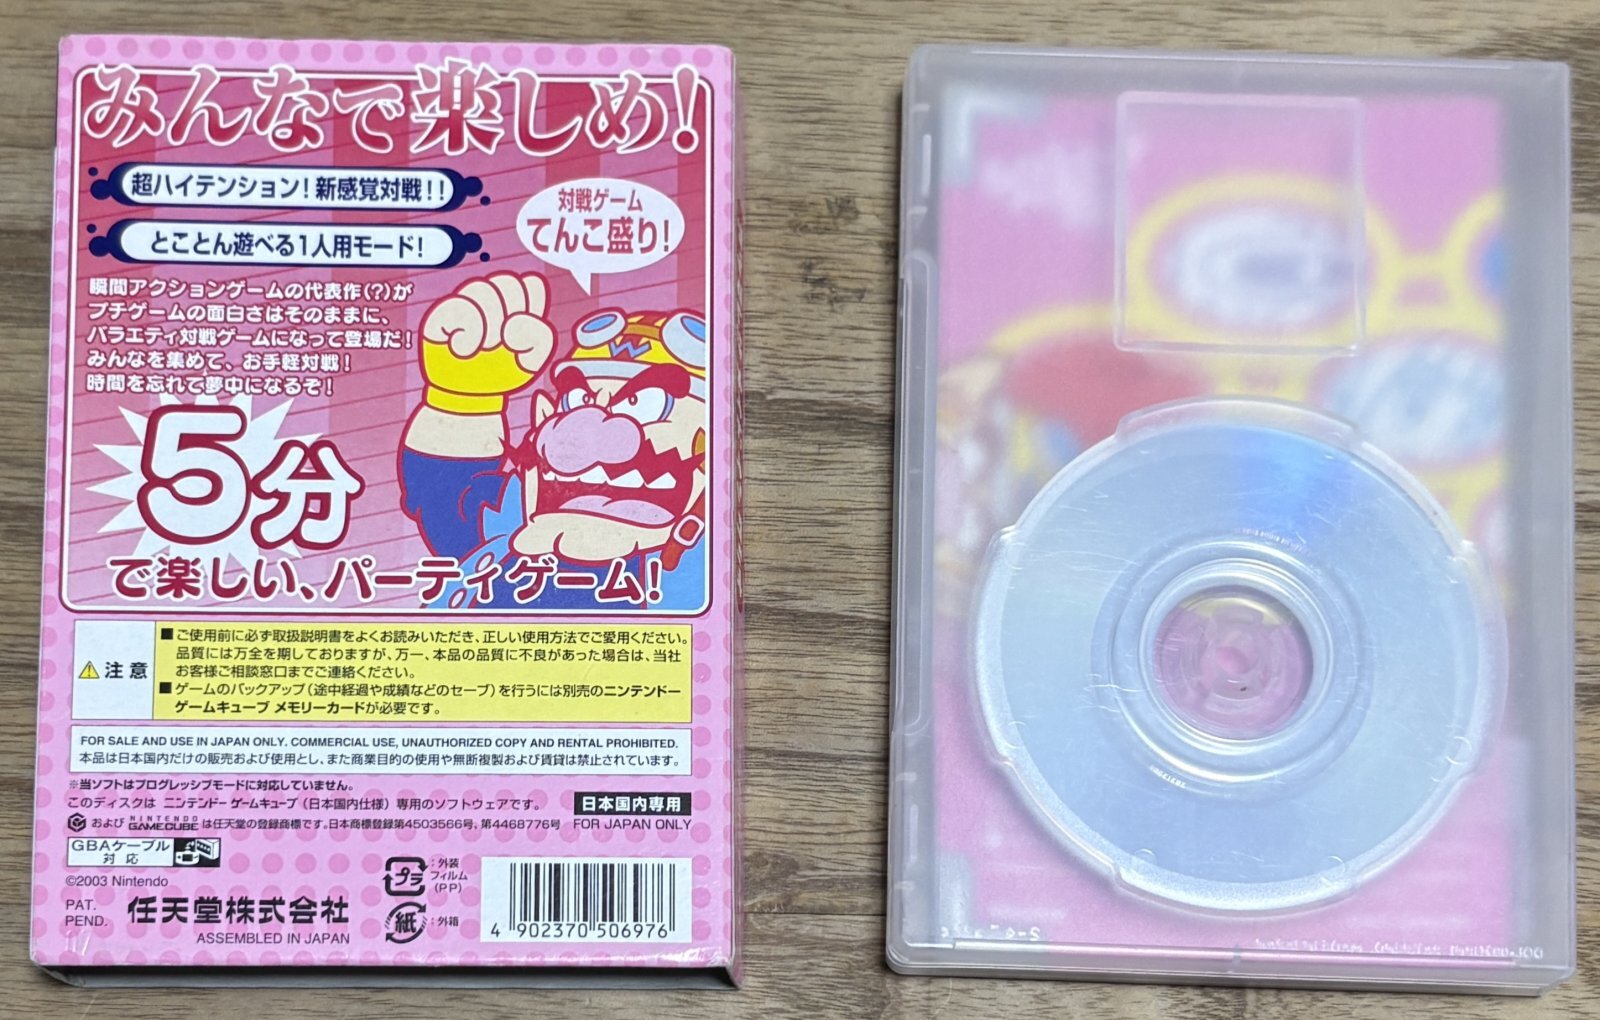 みんなで楽しめ!
超ハイテンション!新感覚対戦!!
とことん遊べる1人用モード!
対戦ゲーム
てんこ盛り!
瞬間アクションゲームの代表作(?)が
プチゲームの面白さはそのままに、
バラエティ対戦ゲームになって登場だ!
みんなを集めて、お手軽対戦!
時間を忘れて夢中になるぞ!
5分
で楽しい、パーティゲーム!
注意
■ご使用前に必ず取扱説明書をよくお読みいただき、正しい使用方法でご愛用ください。
品質には万全を期しておりますが、万一、本品の品質に不良があった場合は、当社
お客様ご相談窓口までご連絡ください。
■ゲームのバックアップ(途中経過や成績などのセーブ)を行うには別売のニンテンドー
ゲームキューブ メモリーカードが必要です。
FOR SALE AND USE IN JAPAN ONLY. COMMERCIAL USE, UNAUTHORIZED COPY AND RENTAL PROHIBITED.
本品は日本国内だけの販売および使用とし、また商業目的の使用や無断複製および賃貸は禁止されています。
※当ソフトはプログレッシブモードに対応していません。
このディスクは ニンテンドー ゲームキューブ(日本国内仕様)専用のソフトウェアです。
日本国内専用
および NINTENDO GAMECUBE は任天堂の登録商標です。日本商標登録第4503566号、第4468776号
FOR JAPAN ONLY
GBAケーブル
対応
©2003 Nintendo
PAT.
PEND.
任天堂株式会社
ASSEMBLED IN JAPAN
プラ
:外装
フィルム
(PP)
紙
:外箱
4 902370 506976